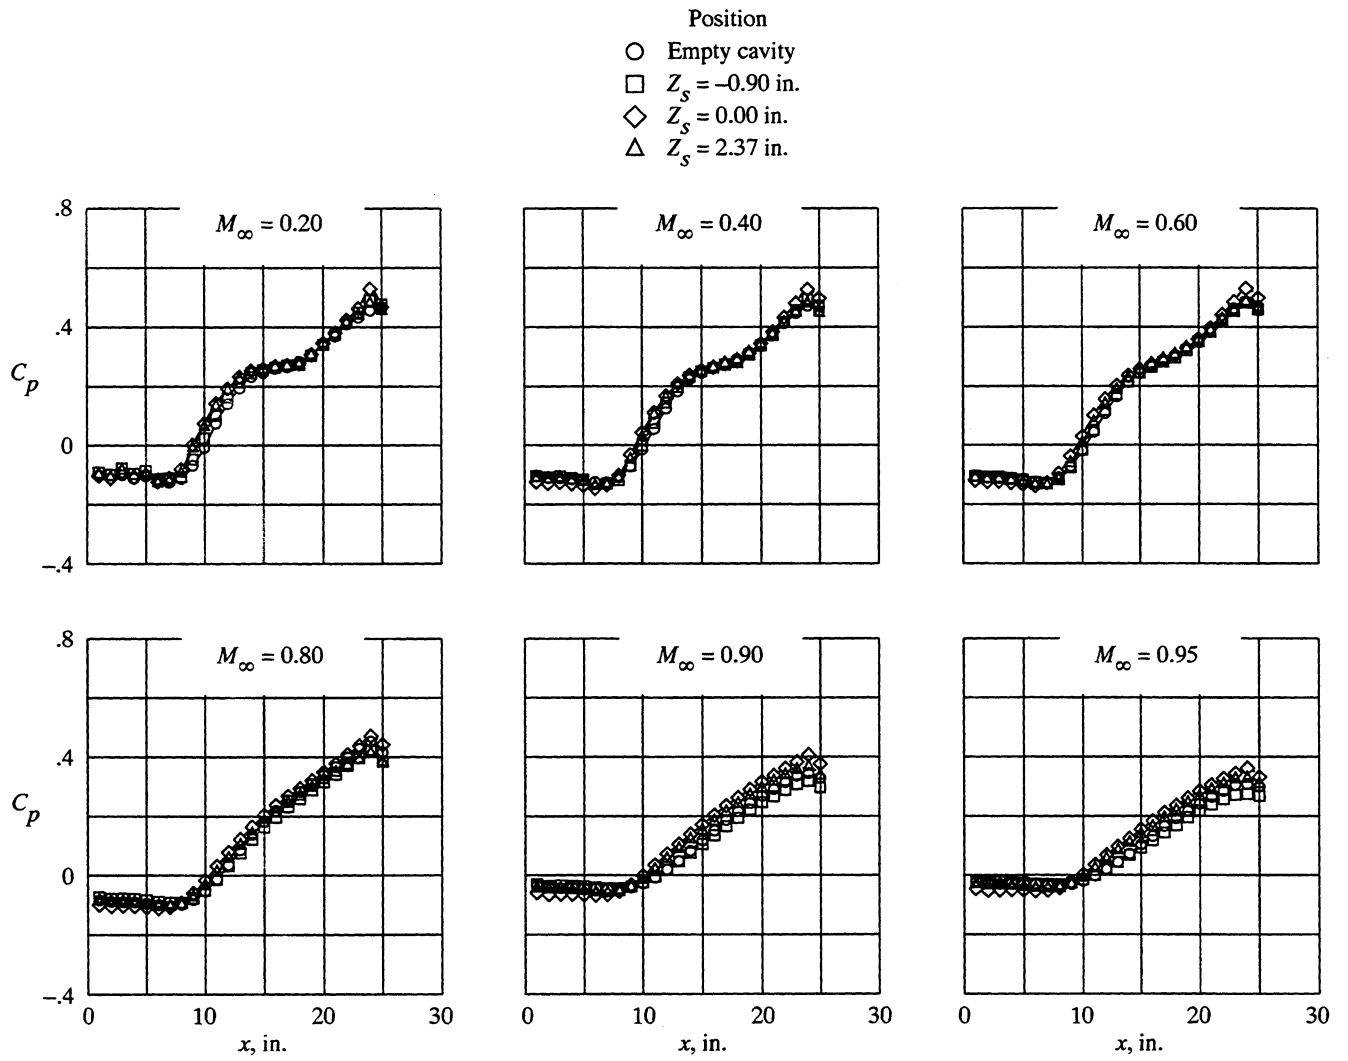 Position
Empty cavity
Z_s = –0.90 in.
Z_s = 0.00 in.
Z_s = 2.37 in.
M_∞ = 0.20
M_∞ = 0.40
M_∞ = 0.60
.8
.4
C_p
0
–.4
M_∞ = 0.80
M_∞ = 0.90
M_∞ = 0.95
.8
.4
C_p
0
–.4
0 10 20 30 0 10 20 30 0 10 20 30
x, in. x, in. x, in.